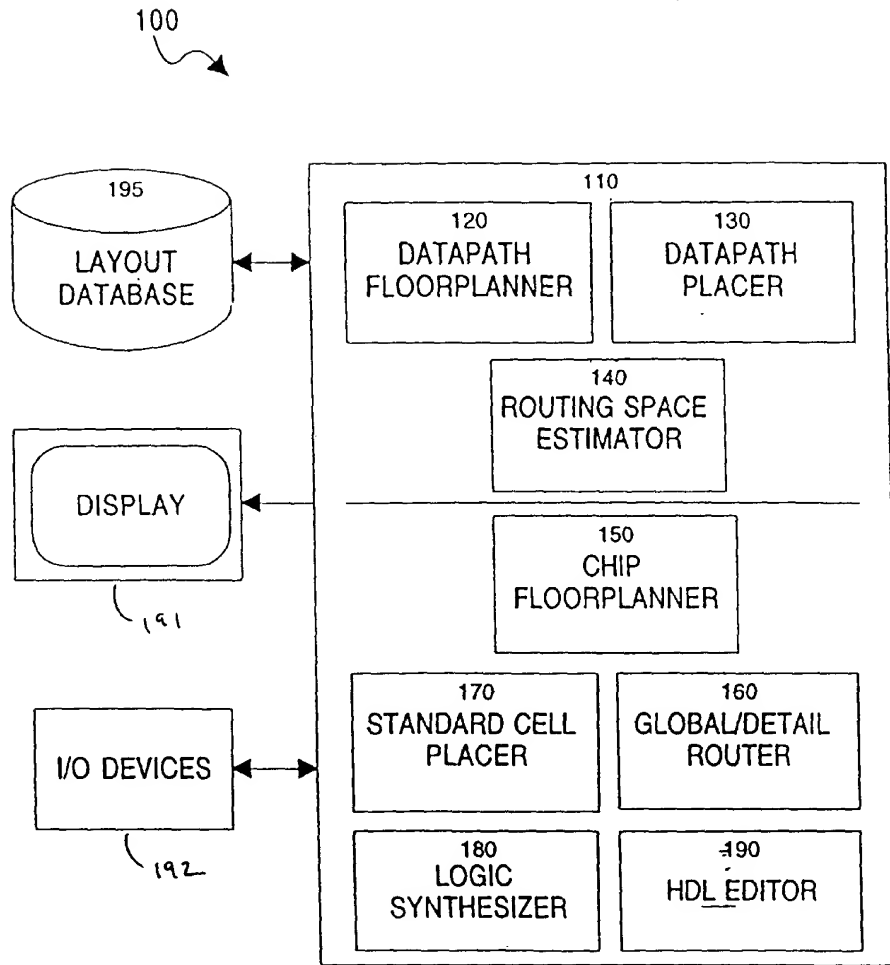 100
195
LAYOUT
DATABASE
DISPLAY
191
I/O DEVICES
192
110
120
DATAPATH
FLOORPLANNER
130
DATAPATH
PLACER
140
ROUTING SPACE
ESTIMATOR
150
CHIP
FLOORPLANNER
170
STANDARD CELL
PLACER
160
GLOBAL/DETAIL
ROUTER
180
LOGIC
SYNTHESIZER
190
HDL EDITOR